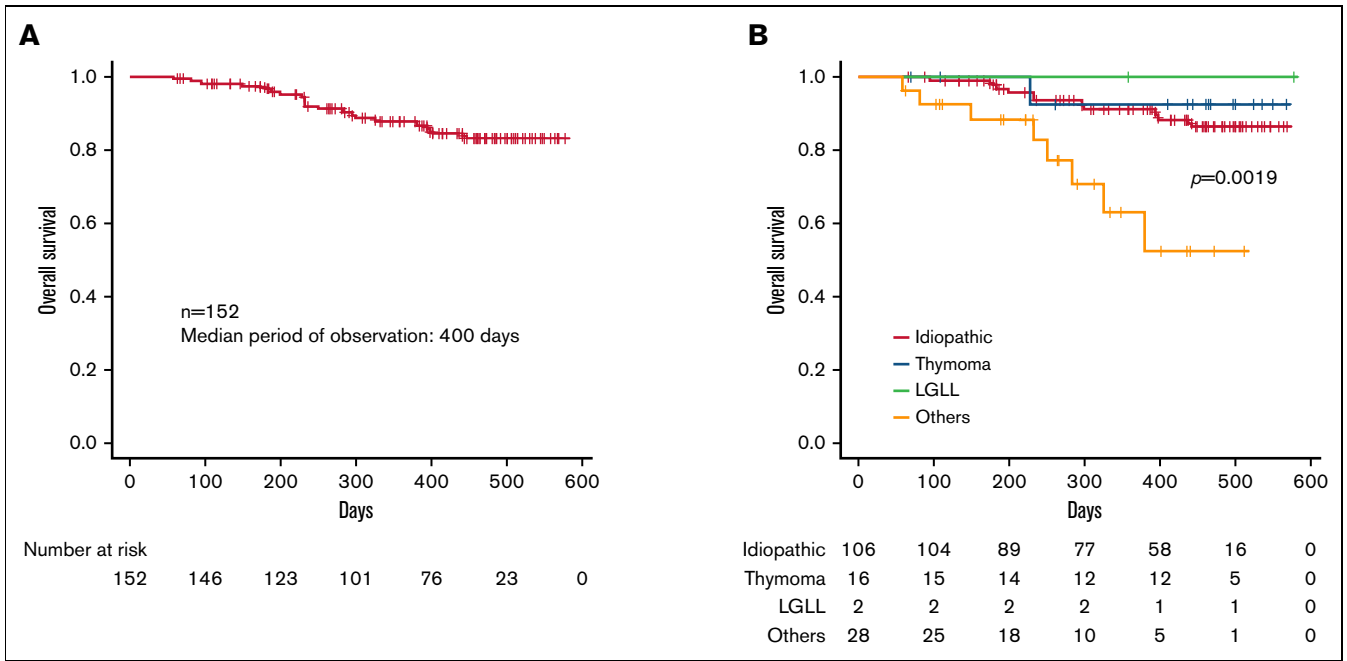 A
1.0
0.8
0.6
0.4
0.2
0.0
Overall survival
n=152
Median period of observation: 400 days
0 100 200 300 400 500 600
Days
Number at risk
152 146 123 101 76 23 0
B
1.0
0.8
0.6
0.4
0.2
0.0
Overall survival
p=0.0019
Idiopathic
Thymoma
LGLL
Others
0 100 200 300 400 500 600
Days
Idiopathic 106 104 89 77 58 16 0
Thymoma 16 15 14 12 12 5 0
LGLL 2 2 2 2 1 1 0
Others 28 25 18 10 5 1 0